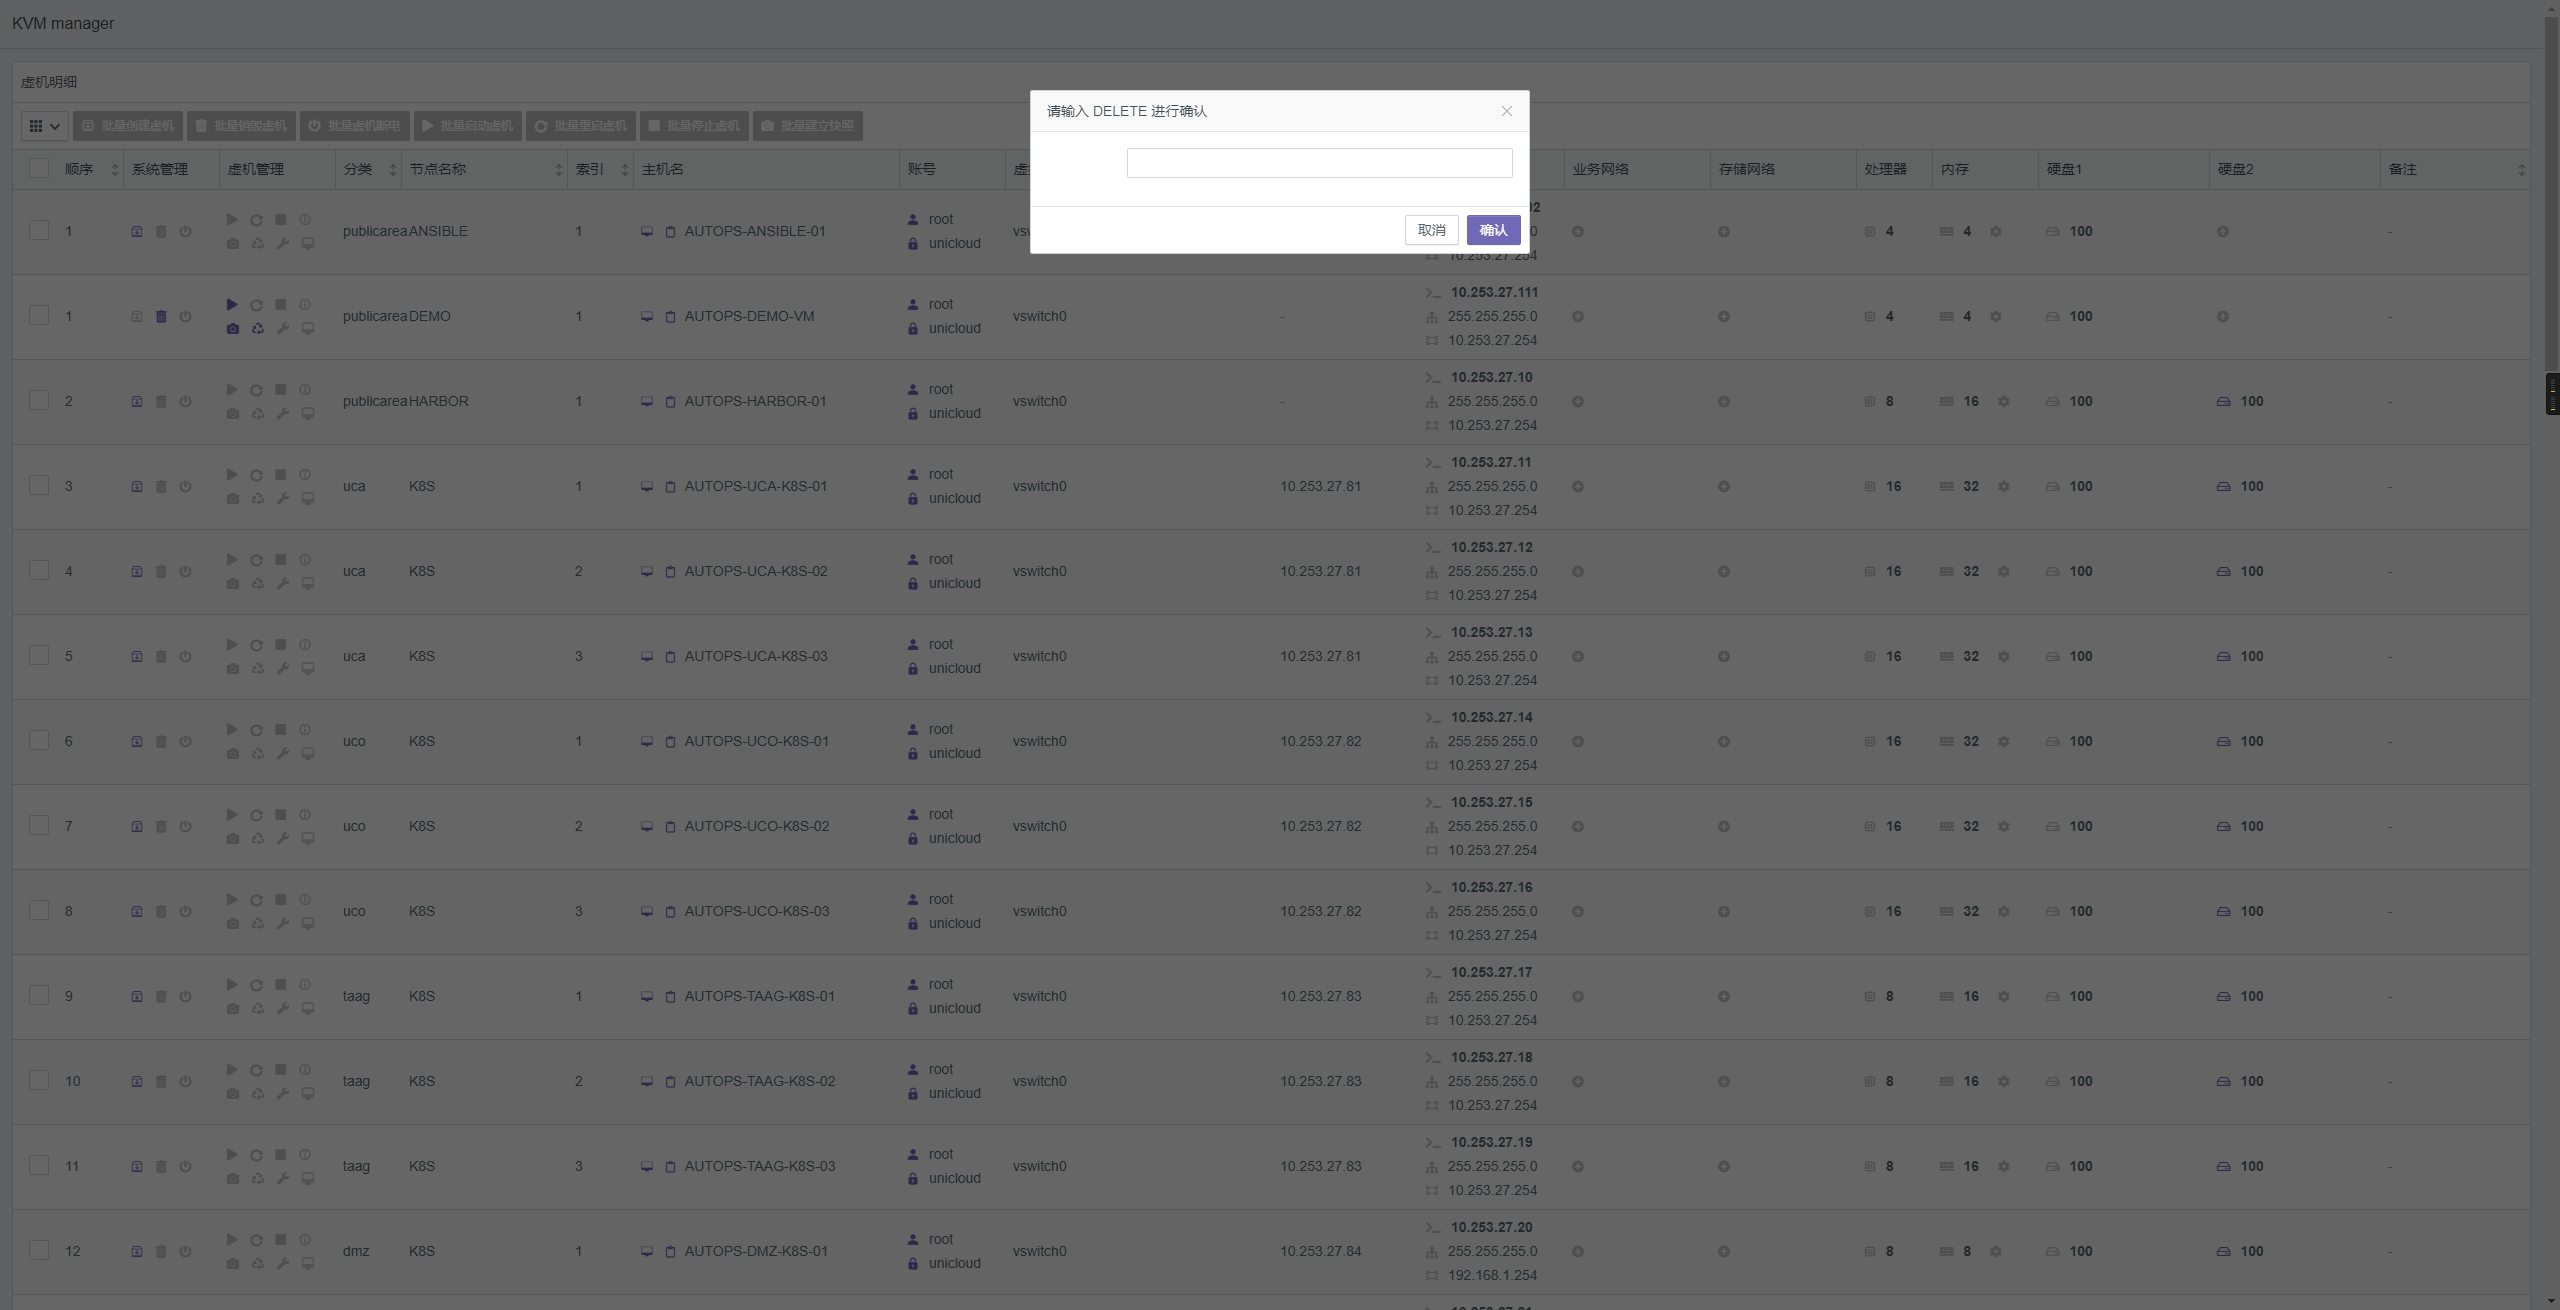 KVM manager
虚机明细
批量创建虚机 批量销毁虚机 批量虚机断电 批量启动虚机 批量重启虚机 批量停止虚机 批量建立快照
请输入 DELETE 进行确认
取消 确认
顺序 系统管理 虚机管理 分类 节点名称 索引 主机名 账号 业务网络 存储网络 处理器 内存 硬盘1 硬盘2 备注
1 publicarea ANSIBLE 1 AUTOPS-ANSIBLE-01 root 4 4 100 -
unicloud
10.253.27.254
1 publicarea DEMO 1 AUTOPS-DEMO-VM root vswitch0 - 10.253.27.111 4 4 100 -
unicloud 255.255.255.0
10.253.27.254
2 publicarea HARBOR 1 AUTOPS-HARBOR-01 root vswitch0 - 10.253.27.10 8 16 100 100 -
unicloud 255.255.255.0
10.253.27.254
3 uca K8S 1 AUTOPS-UCA-K8S-01 root vswitch0 10.253.27.81 10.253.27.11 16 32 100 100 -
unicloud 255.255.255.0
10.253.27.254
4 uca K8S 2 AUTOPS-UCA-K8S-02 root vswitch0 10.253.27.81 10.253.27.12 16 32 100 100 -
unicloud 255.255.255.0
10.253.27.254
5 uca K8S 3 AUTOPS-UCA-K8S-03 root vswitch0 10.253.27.81 10.253.27.13 16 32 100 100 -
unicloud 255.255.255.0
10.253.27.254
6 uco K8S 1 AUTOPS-UCO-K8S-01 root vswitch0 10.253.27.82 10.253.27.14 16 32 100 100 -
unicloud 255.255.255.0
10.253.27.254
7 uco K8S 2 AUTOPS-UCO-K8S-02 root vswitch0 10.253.27.82 10.253.27.15 16 32 100 100 -
unicloud 255.255.255.0
10.253.27.254
8 uco K8S 3 AUTOPS-UCO-K8S-03 root vswitch0 10.253.27.82 10.253.27.16 16 32 100 100 -
unicloud 255.255.255.0
10.253.27.254
9 taag K8S 1 AUTOPS-TAAG-K8S-01 root vswitch0 10.253.27.83 10.253.27.17 8 16 100 100 -
unicloud 255.255.255.0
10.253.27.254
10 taag K8S 2 AUTOPS-TAAG-K8S-02 root vswitch0 10.253.27.83 10.253.27.18 8 16 100 100 -
unicloud 255.255.255.0
10.253.27.254
11 taag K8S 3 AUTOPS-TAAG-K8S-03 root vswitch0 10.253.27.83 10.253.27.19 8 16 100 100 -
unicloud 255.255.255.0
10.253.27.254
12 dmz K8S 1 AUTOPS-DMZ-K8S-01 root vswitch0 10.253.27.84 10.253.27.20 8 8 100 100 -
unicloud 255.255.255.0
192.168.1.254